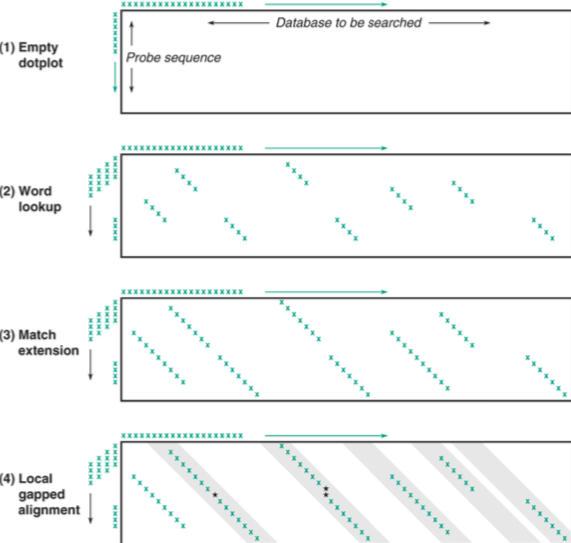 Database to be searched
(1) Empty
dotplot
Probe sequence
(2) Word
lookup
(3) Match
extension
(4) Local
gapped
alignment